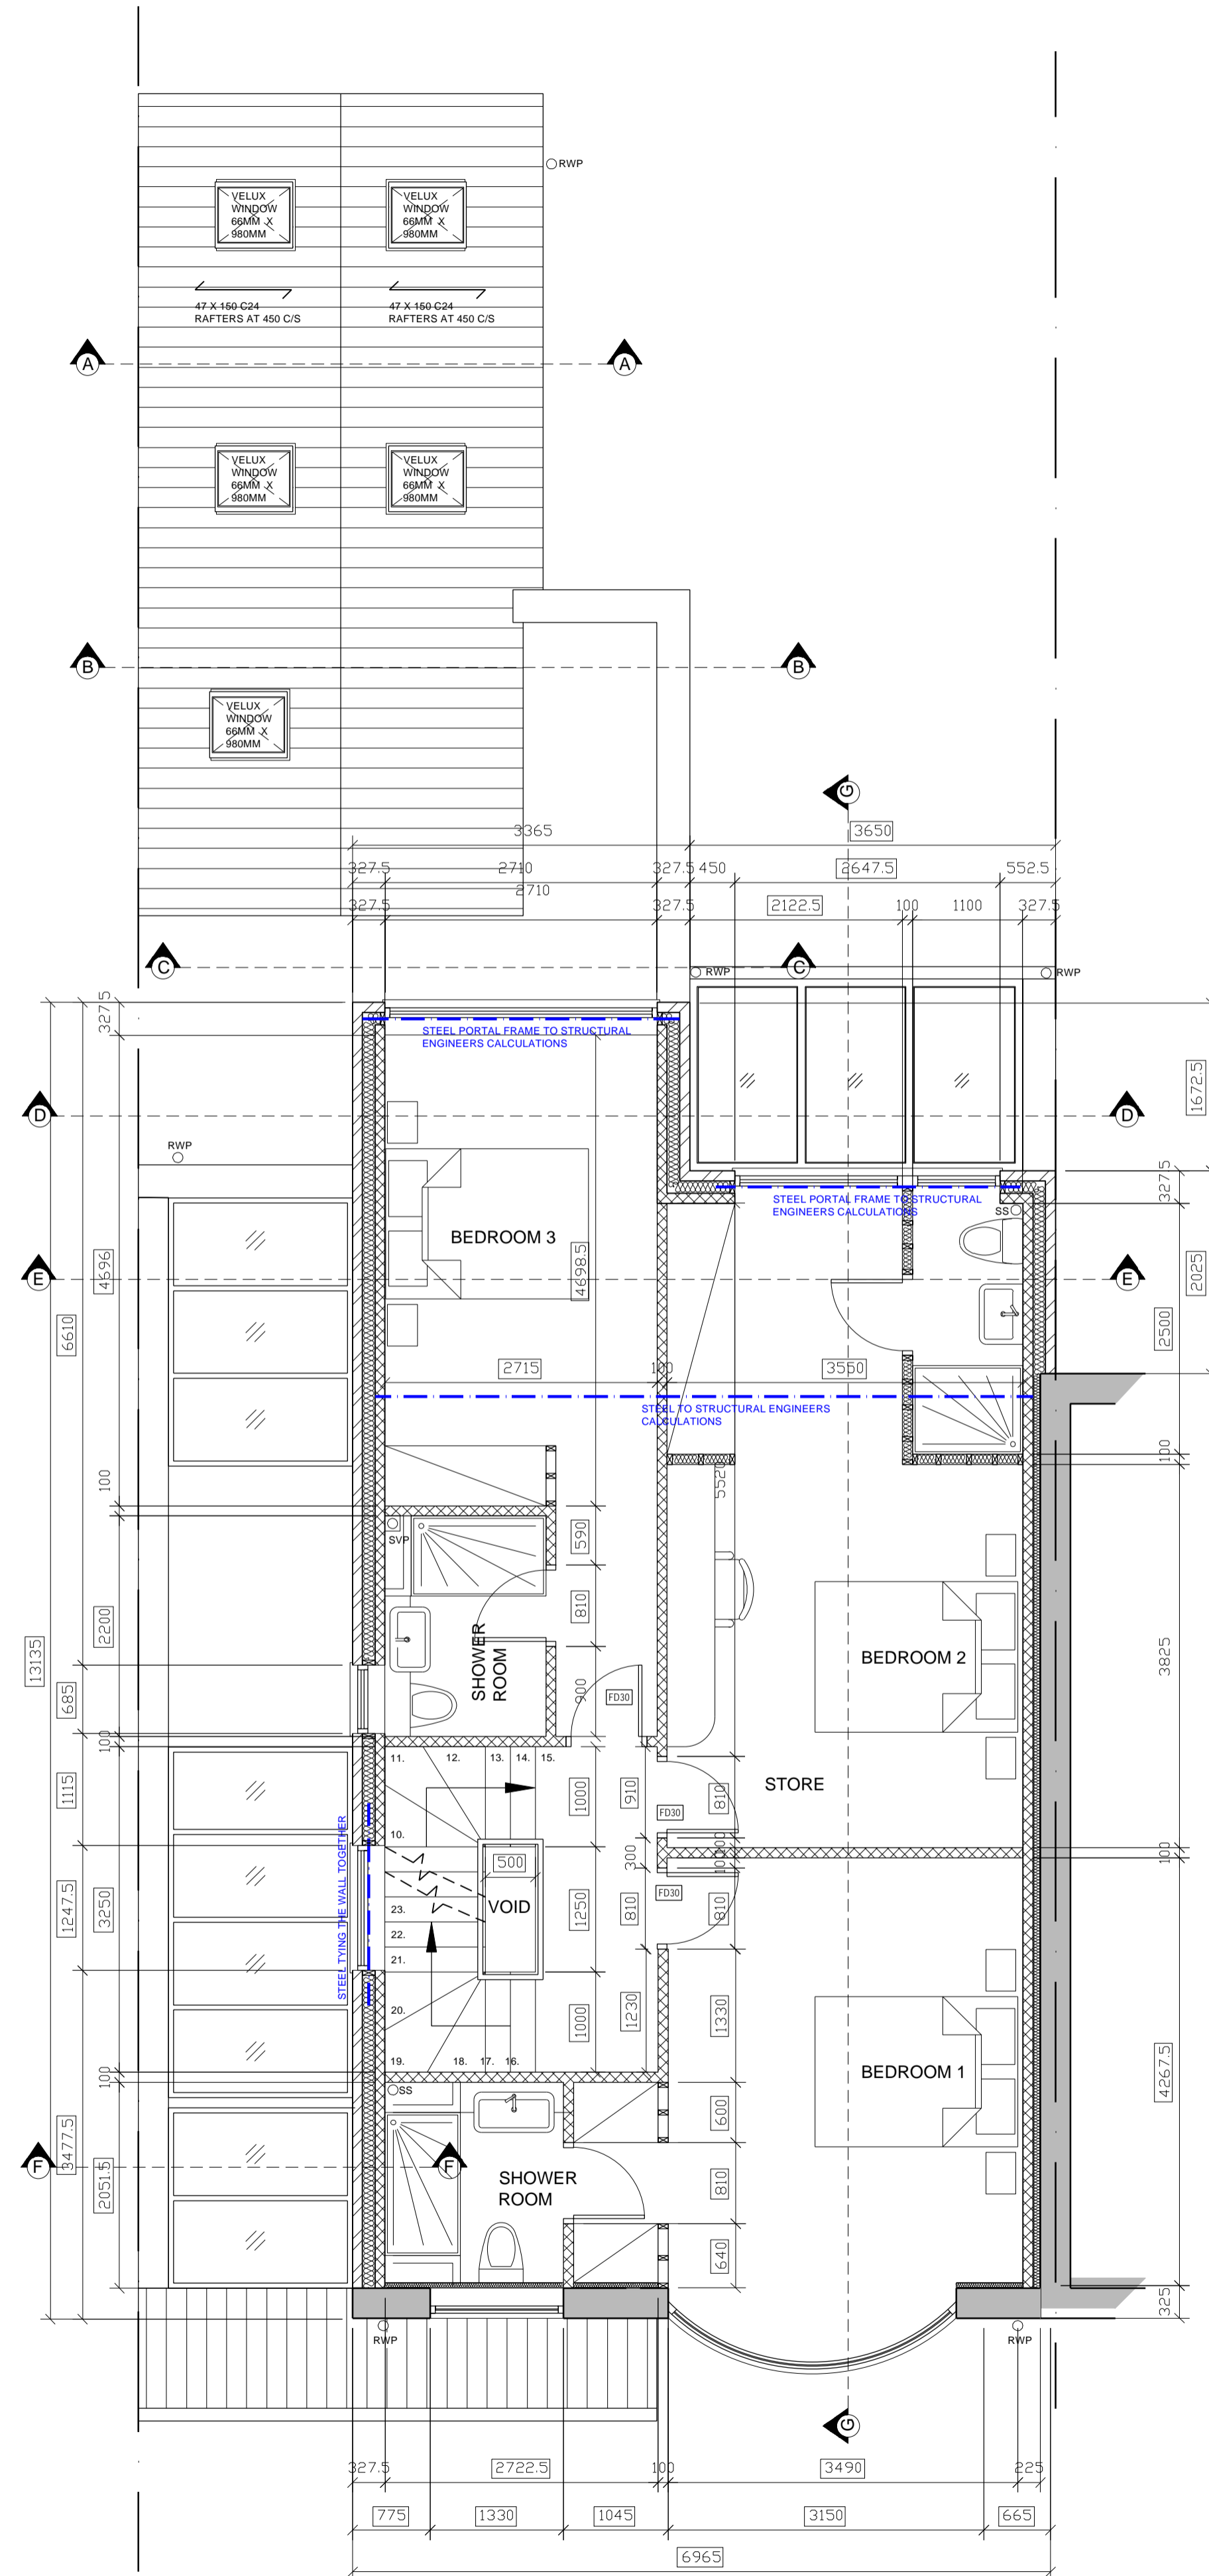 RWP
VELUX
WINDOW
66MM X
980MM
VELUX
WINDOW
66MM X
980MM
47 X 150 C24
RAFTERS AT 450 C/S
47 X 150 C24
RAFTERS AT 450 C/S
A
A
VELUX
WINDOW
66MM X
980MM
VELUX
WINDOW
66MM X
980MM
B
B
VELUX
WINDOW
66MM X
980MM
G
3365
3650
327.5
2710
327.5
450
2647.5
552.5
2710
327.5
327.5
2122.5
100
1100
327.5
C
C
RWP
RWP
327.5
STEEL PORTAL FRAME TO STRUCTURAL
ENGINEERS CALCULATIONS
1672.5
D
D
RWP
327.5
STEEL PORTAL FRAME TO STRUCTURAL
ENGINEERS CALCULATIONS
SS
BEDROOM 3
4696
4698.5
E
E
2025
2500
6610
2715
100
3550
STEEL TO STRUCTURAL ENGINEERS
CALCULATIONS
100
100
5520
SVP
590
810
2200
SHOWER
ROOM
900
FD30
13135
685
BEDROOM 2
3825
100
11.
12.
13.
14.
15.
STORE
1115
1000
910
810
10.
FD30
STEEL TYING THE WALL TOGETHER
500
300
100
100
100
FD30
VOID
1247.5
3250
23.
22.
21.
1250
810
810
20.
1000
1230
1330
19.
18.
17.
16.
BEDROOM 1
100
SS
4267.5
600
3477.5
2051.5
F
F
SHOWER
ROOM
810
640
325
RWP
RWP
G
327.5
2722.5
100
3490
225
775
1330
1045
3150
665
6965